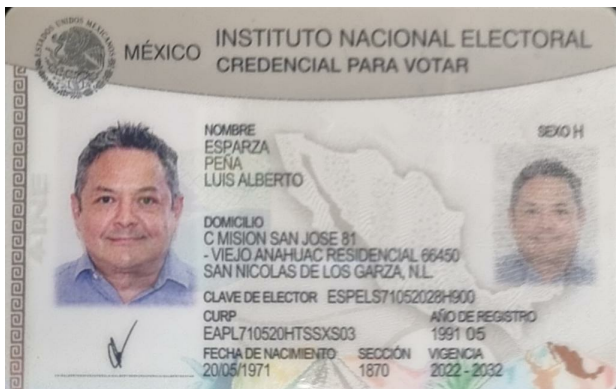 MÉXICO INSTITUTO NACIONAL ELECTORAL
CREDENCIAL PARA VOTAR
NOMBRE SEXO H
ESPARZA
PEÑA
LUIS ALBERTO
DOMICILIO
C MISION SAN JOSE 81
- VIEJO ANAHUAC RESIDENCIAL 66450
SAN NICOLAS DE LOS GARZA, N.L.
CLAVE DE ELECTOR ESPELS71052028H900
CURP AÑO DE REGISTRO
EAPL710520HTSSXS03 1991 05
FECHA DE NACIMIENTO SECCIÓN VIGENCIA
20/05/1971 1870 2022 - 2032